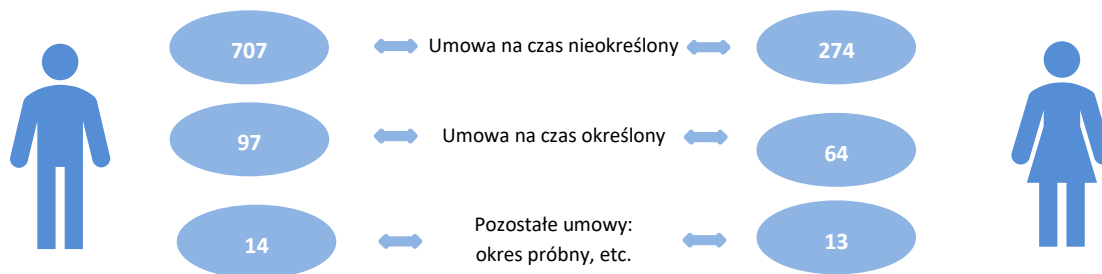 707 Umowa na czas nieokreślony 274
97 Umowa na czas określony 64
Pozostałe umowy:
14 okres próbny, etc. 13